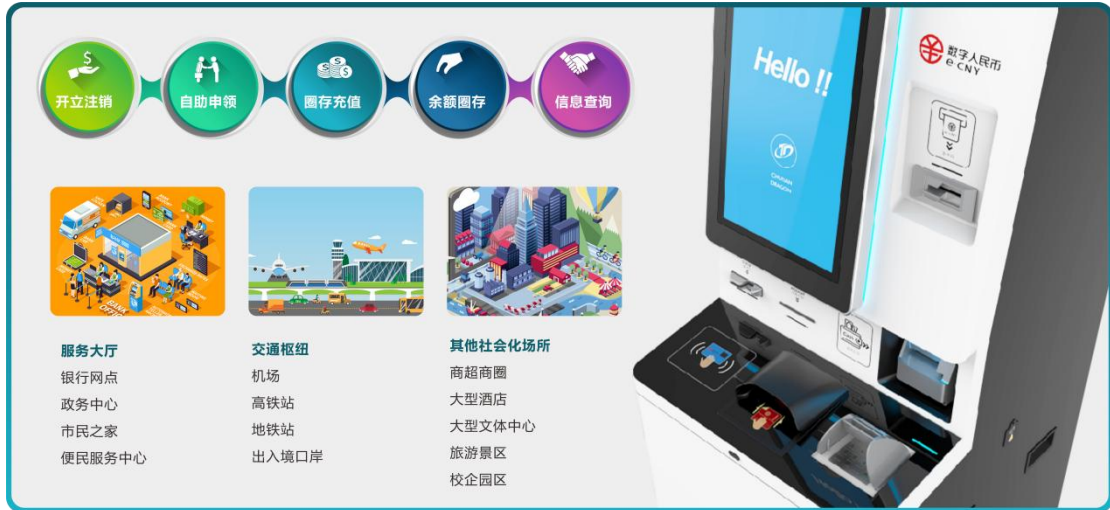 开立注销
自助申领
圈存充值
余额圈存
信息查询
服务大厅
银行网点
政务中心
市民之家
便民服务中心
交通枢纽
机场
高铁站
地铁站
出入境口岸
其他社会化场所
商超商圈
大型酒店
大型文体中心
旅游景区
校企园区
Hello !!
数字人民币
e CNY
BANK
OFFICE